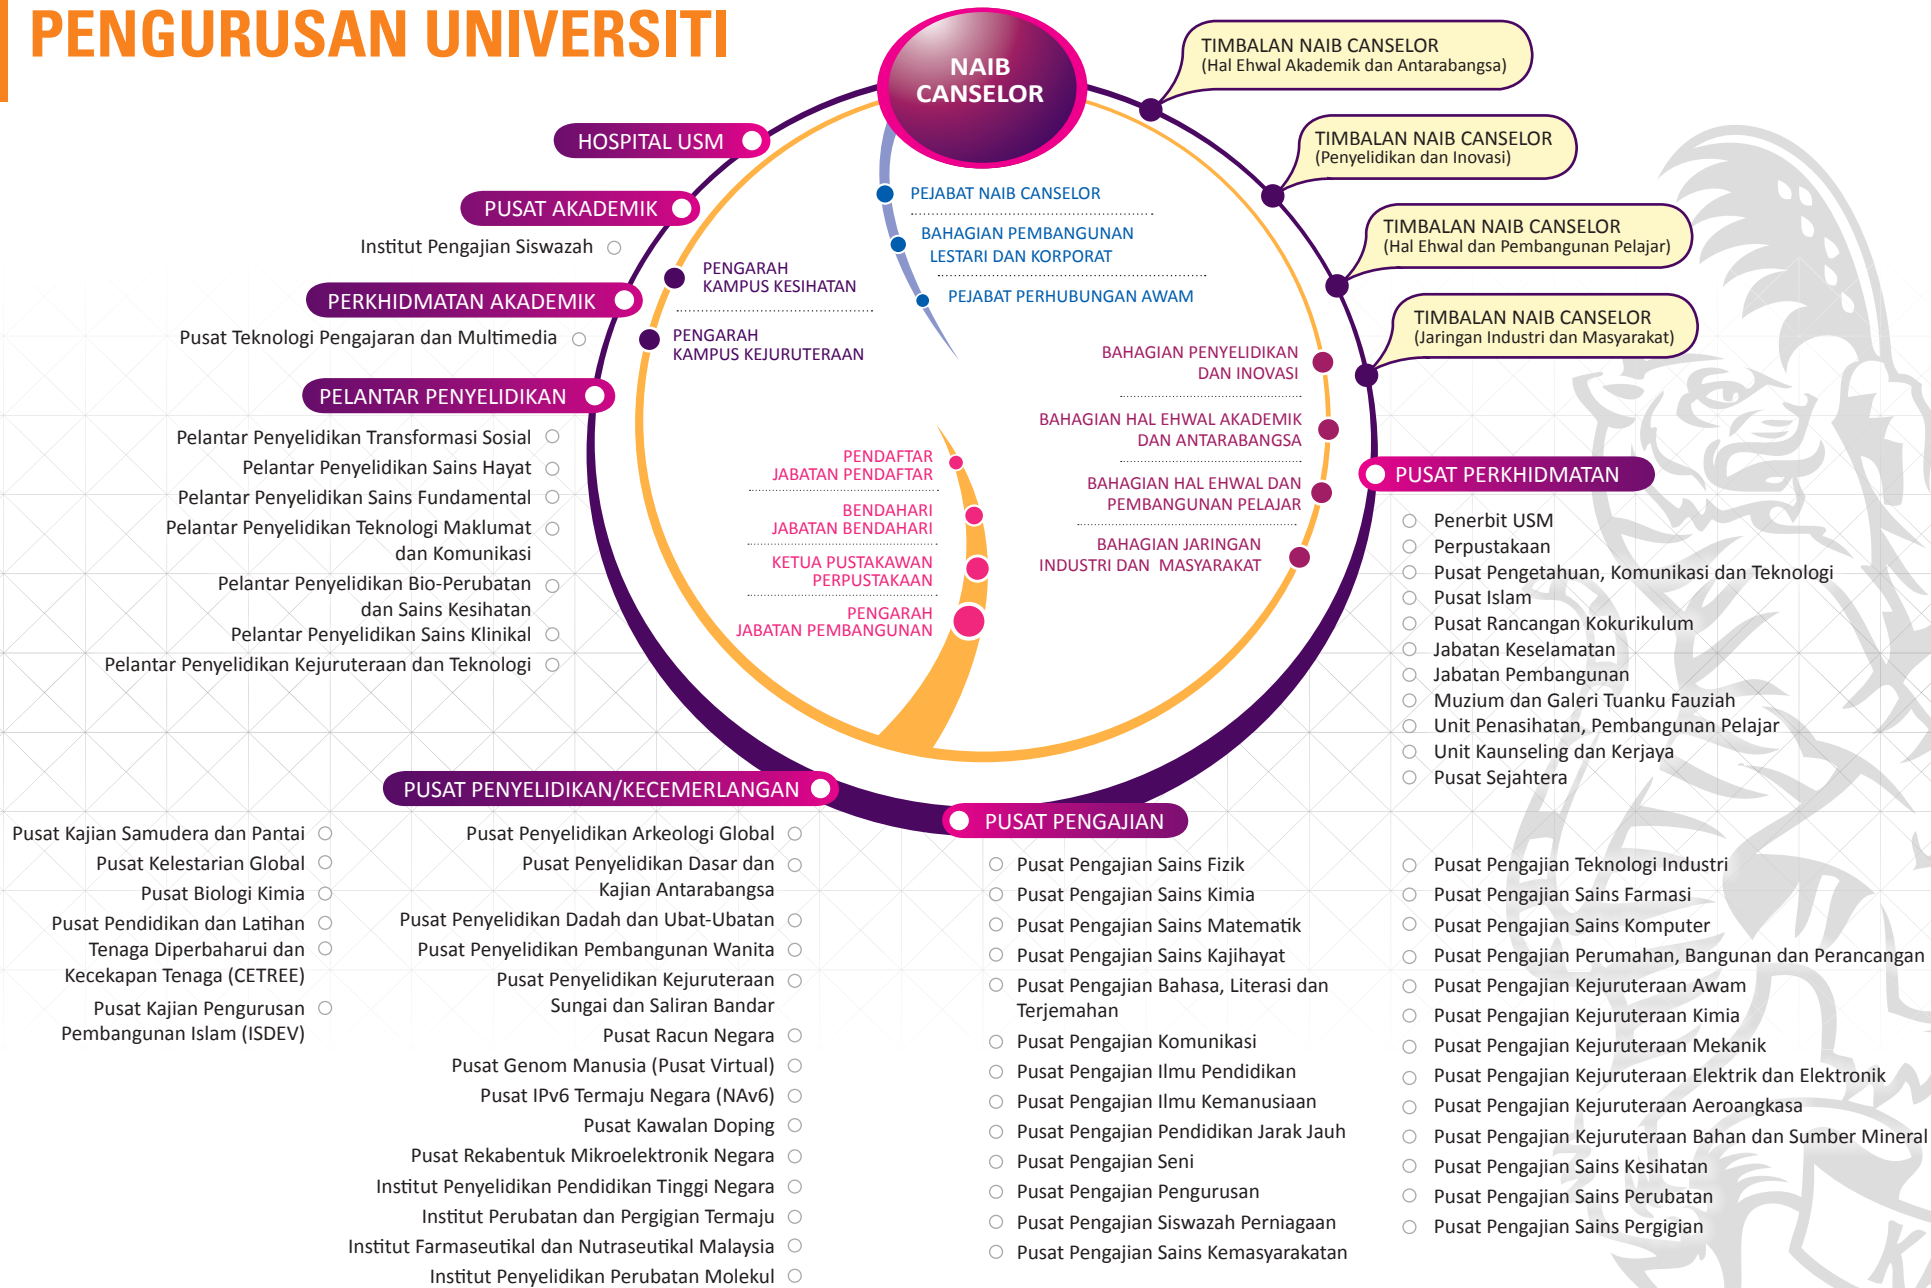 PENGURUSAN UNIVERSITI
NAIB
CANSELOR
TIMBALAN NAIB CANSELOR
(Hal Ehwal Akademik dan Antarabangsa)
TIMBALAN NAIB CANSELOR
(Penyelidikan dan Inovasi)
TIMBALAN NAIB CANSELOR
(Hal Ehwal dan Pembangunan Pelajar)
TIMBALAN NAIB CANSELOR
(Jaringan Industri dan Masyarakat)
HOSPITAL USM
PUSAT AKADEMIK
Institut Pengajian Siswazah
PERKHIDMATAN AKADEMIK
Pusat Teknologi Pengajaran dan Multimedia
PELANTAR PENYELIDIKAN
Pelantar Penyelidikan Transformasi Sosial
Pelantar Penyelidikan Sains Hayat
Pelantar Penyelidikan Sains Fundamental
Pelantar Penyelidikan Teknologi Maklumat
dan Komunikasi
Pelantar Penyelidikan Bio-Perubatan
dan Sains Kesihatan
Pelantar Penyelidikan Sains Klinikal
Pelantar Penyelidikan Kejuruteraan dan Teknologi
PENGARAH
KAMPUS KESIHATAN
PENGARAH
KAMPUS KEJURUTERAAN
PEJABAT NAIB CANSELOR
BAHAGIAN PEMBANGUNAN
LESTARI DAN KORPORAT
PEJABAT PERHUBUNGAN AWAM
BAHAGIAN PENYELIDIKAN
DAN INOVASI
BAHAGIAN HAL EHWAL AKADEMIK
DAN ANTARABANGSA
BAHAGIAN HAL EHWAL DAN
PEMBANGUNAN PELAJAR
BAHAGIAN JARINGAN
INDUSTRI DAN MASYARAKAT
PENDAFTAR
JABATAN PENDAFTAR
BENDAHARI
JABATAN BENDAHARI
KETUA PUSTAKAWAN
PERPUSTAKAAN
PENGARAH
JABATAN PEMBANGUNAN
PUSAT PERKHIDMATAN
Penerbit USM
Perpustakaan
Pusat Pengetahuan, Komunikasi dan Teknologi
Pusat Islam
Pusat Rancangan Kokurikulum
Jabatan Keselamatan
Jabatan Pembangunan
Muzium dan Galeri Tuanku Fauziah
Unit Penasihatan, Pembangunan Pelajar
Unit Kaunseling dan Kerjaya
Pusat Sejahtera
PUSAT PENYELIDIKAN/KECEMERLANGAN
Pusat Kajian Samudera dan Pantai
Pusat Kelestarian Global
Pusat Biologi Kimia
Pusat Pendidikan dan Latihan
Tenaga Diperbaharui dan
Kecekapan Tenaga (CETREE)
Pusat Kajian Pengurusan
Pembangunan Islam (ISDEV)
Pusat Penyelidikan Arkeologi Global
Pusat Penyelidikan Dasar dan
Kajian Antarabangsa
Pusat Penyelidikan Dadah dan Ubat-Ubatan
Pusat Penyelidikan Pembangunan Wanita
Pusat Penyelidikan Kejuruteraan
Sungai dan Saliran Bandar
Pusat Racun Negara
Pusat Genom Manusia (Pusat Virtual)
Pusat IPv6 Termaju Negara (NAv6)
Pusat Kawalan Doping
Pusat Rekabentuk Mikroelektronik Negara
Institut Penyelidikan Pendidikan Tinggi Negara
Institut Perubatan dan Pergigian Termaju
Institut Farmaseutikal dan Nutraseutikal Malaysia
Institut Penyelidikan Perubatan Molekul
PUSAT PENGAJIAN
Pusat Pengajian Sains Fizik
Pusat Pengajian Sains Kimia
Pusat Pengajian Sains Matematik
Pusat Pengajian Sains Kajihayat
Pusat Pengajian Bahasa, Literasi dan
Terjemahan
Pusat Pengajian Komunikasi
Pusat Pengajian Ilmu Pendidikan
Pusat Pengajian Ilmu Kemanusiaan
Pusat Pengajian Pendidikan Jarak Jauh
Pusat Pengajian Seni
Pusat Pengajian Pengurusan
Pusat Pengajian Siswazah Perniagaan
Pusat Pengajian Sains Kemasyarakatan
Pusat Pengajian Teknologi Industri
Pusat Pengajian Sains Farmasi
Pusat Pengajian Sains Komputer
Pusat Pengajian Perumahan, Bangunan dan Perancangan
Pusat Pengajian Kejuruteraan Awam
Pusat Pengajian Kejuruteraan Kimia
Pusat Pengajian Kejuruteraan Mekanik
Pusat Pengajian Kejuruteraan Elektrik dan Elektronik
Pusat Pengajian Kejuruteraan Aeroangkasa
Pusat Pengajian Kejuruteraan Bahan dan Sumber Mineral
Pusat Pengajian Sains Kesihatan
Pusat Pengajian Sains Perubatan
Pusat Pengajian Sains Pergigian